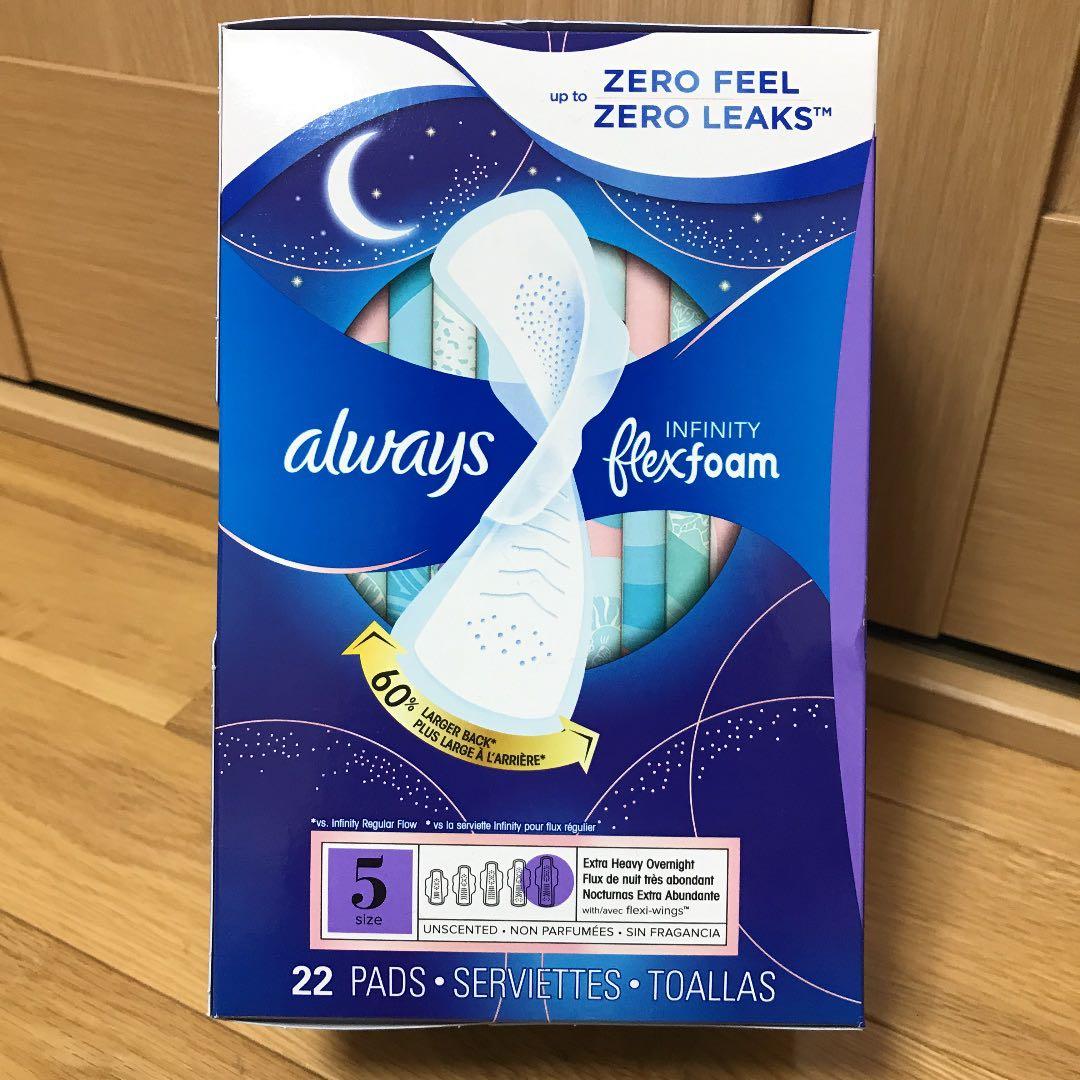 up to ZERO FEEL
ZERO LEAKS™
always
INFINITY
flexfoam
60%
LARGER BACK*
PLUS LARGE À L'ARRIÈRE*
*vs. Infinity Regular Flow * vs la serviette Infinity pour flux régulier
5
size
Extra Heavy Overnight
Flux de nuit très abondant
Nocturnas Extra Abundante
with/avec flexi-wings™
UNSCENTED • NON PARFUMÉES • SIN FRAGANCIA
22 PADS • SERVIETTES • TOALLAS